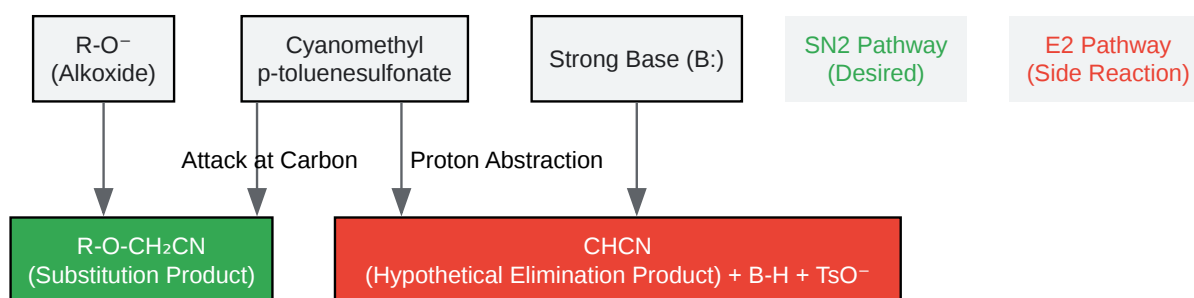 R-O⁻
(Alkoxide)
Cyanomethyl
p-toluenesulfonate
Strong Base (B:)
SN2 Pathway
(Desired)
E2 Pathway
(Side Reaction)
Attack at Carbon
Proton Abstraction
R-O-CH₂CN
(Substitution Product)
CHCN
(Hypothetical Elimination Product) + B-H + TsO⁻